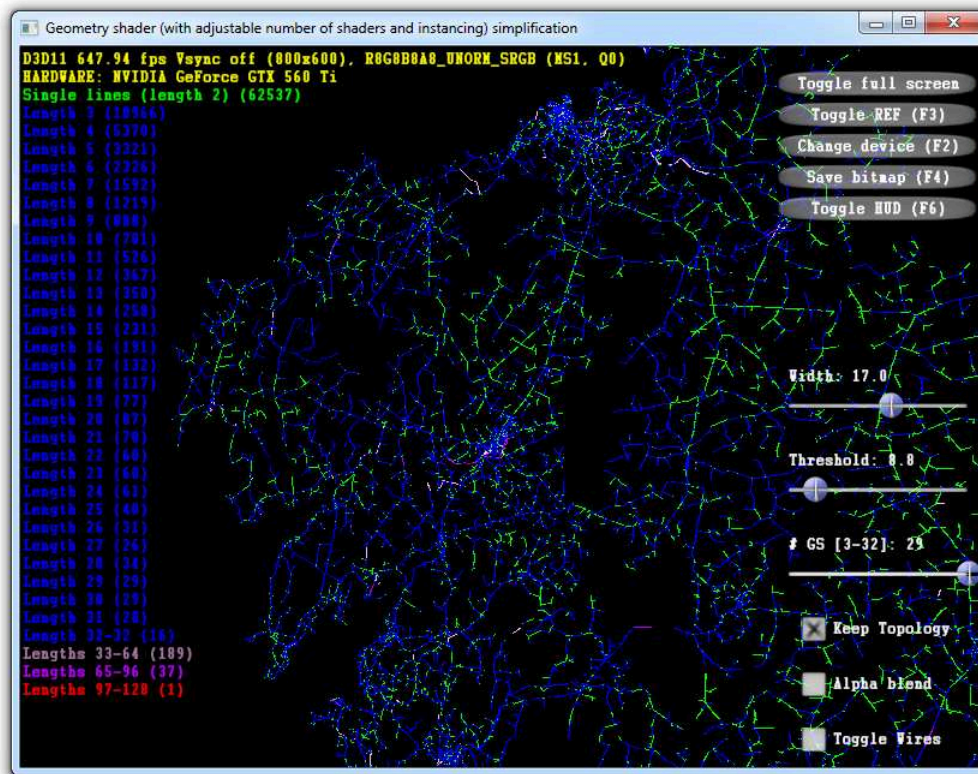 Geometry shader (with adjustable number of shaders and instancing) simplification
D3D11 647.94 fps Vsync off (800x600), R8G8B8A8_UNORM_SRGB (MS1, Q0)
HARDWARE: NVIDIA GeForce GTX 560 Ti
Single lines (length 2) (62537)
Length 3 (18966)
Length 4 (5370)
Length 5 (3321)
Length 6 (2226)
Length 7 (1592)
Length 8 (1219)
Length 9
Length 10 (701)
Length 11 (526)
Length 12 (367)
Length 13 (350)
Length 14 (259)
Length 15 (221)
Length 16 (191)
Length 17 (132)
Length 18 (117)
Length 19 (77)
Length 20 (87)
Length 21 (70)
Length 22 (60)
Length 23 (68)
Length 24 (61)
Length 25 (40)
Length 26 (31)
Length 27 (26)
Length 28 (34)
Length 29 (29)
Length 30
Length 31 (28)
Length 32-32 (16)
Lengths 33-64 (189)
Lengths 65-96 (37)
Lengths 97-128 (1)
Toggle full screen
Toggle REF (F3)
Change device (F2)
Save bitmap (F4)
Toggle HUD (F6)
Width: 17.0
Threshold: 8.8
# GS [3-32]: 29
Keep Topology
Alpha blend
Toggle Wires